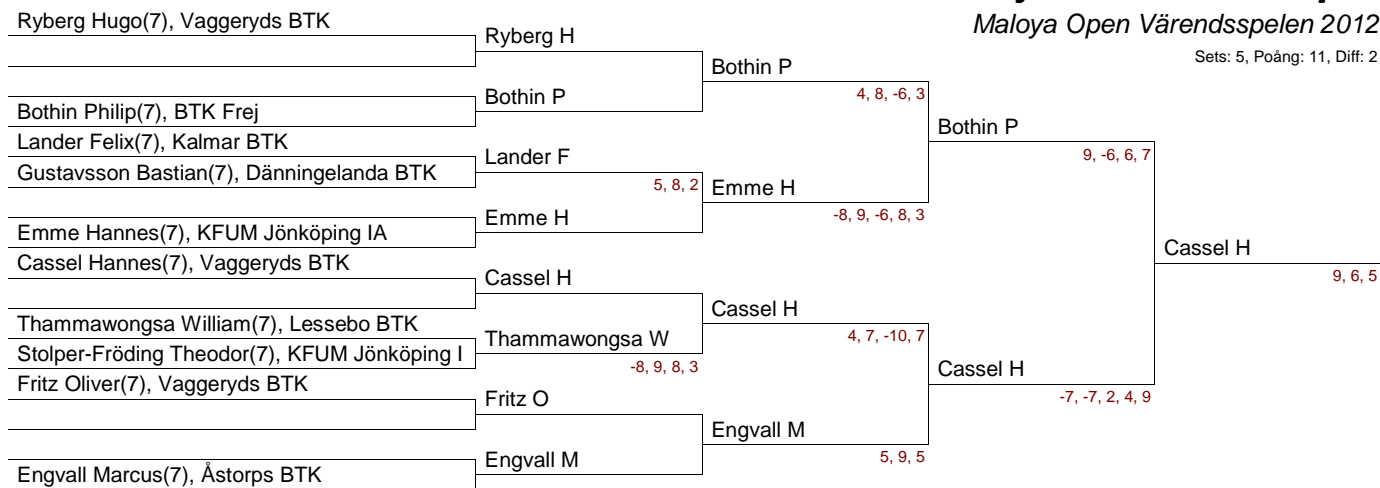 Maloya Open Värendsspelen 2012
Sets: 5, Poång: 11, Diff: 2
Ryberg Hugo(7), Vaggeryds BTK
Bothin Philip(7), BTK Frej
Lander Felix(7), Kalmar BTK
Gustavsson Bastian(7), Dänningelanda BTK
Emme Hannes(7), KFUM Jönköping IA
Cassel Hannes(7), Vaggeryds BTK
Thammawongsa William(7), Lessebo BTK
Stolper-Fröding Theodor(7), KFUM Jönköping I
Fritz Oliver(7), Vaggeryds BTK
Engvall Marcus(7), Åstorps BTK
Ryberg H
Bothin P
Lander F
5, 8, 2
Emme H
Cassel H
Thammawongsa W
-8, 9, 8, 3
Fritz O
Engvall M
Bothin P
4, 8, -6, 3
Emme H
-8, 9, -6, 8, 3
Cassel H
4, 7, -10, 7
Engvall M
5, 9, 5
Bothin P
9, -6, 6, 7
Cassel H
-7, -7, 2, 4, 9
Cassel H
9, 6, 5